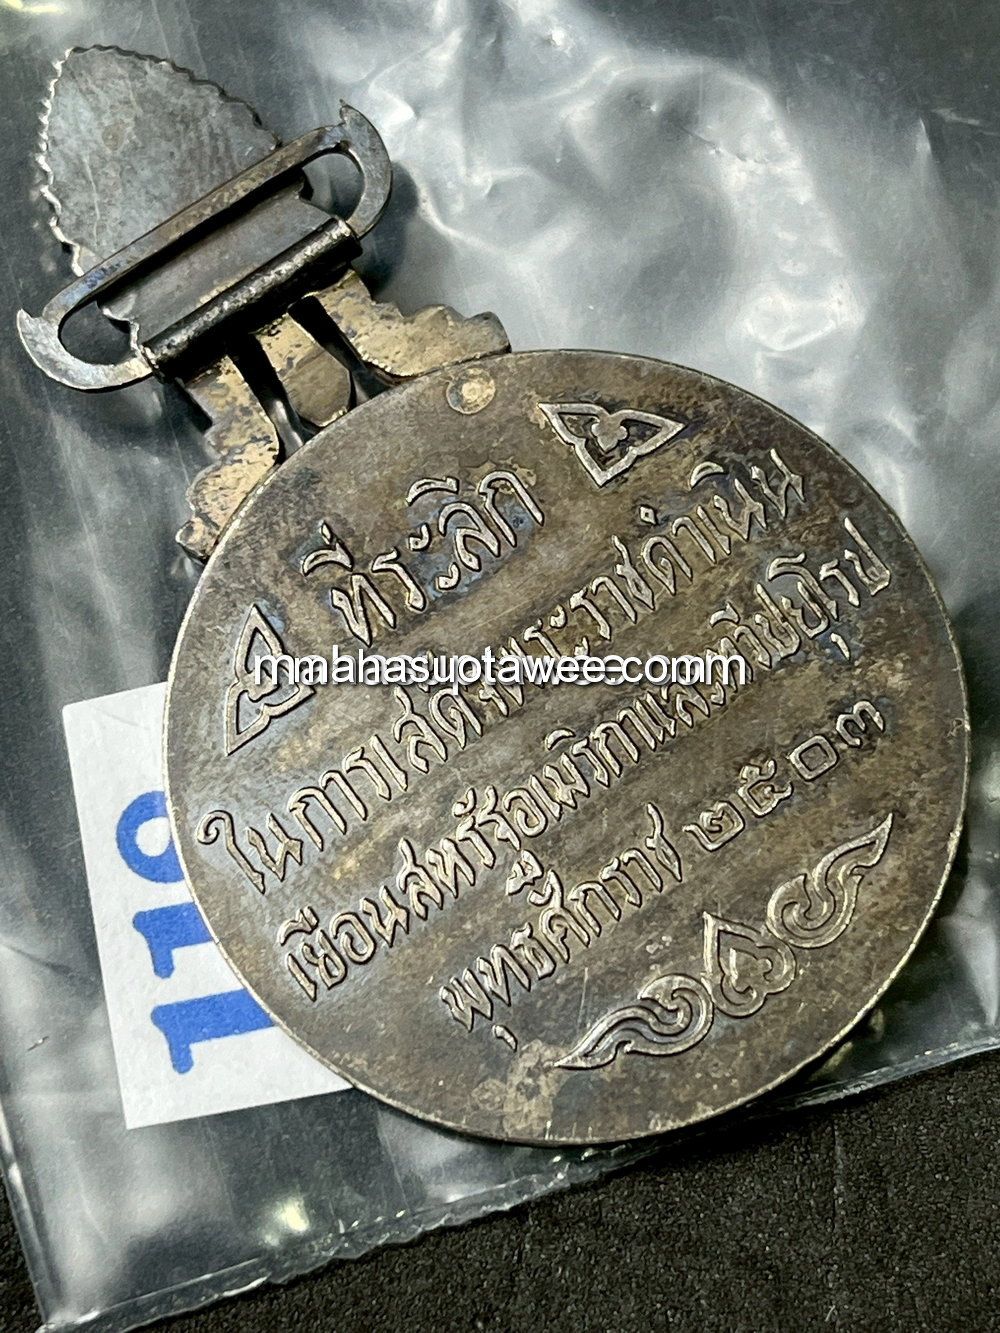 ที่ระลึก
ในการเสด็จพระราชดำเนิน
เยือนสหรัฐอเมริกาและทวีปยุโรป
พุทธศักราช ๒๕๐๓